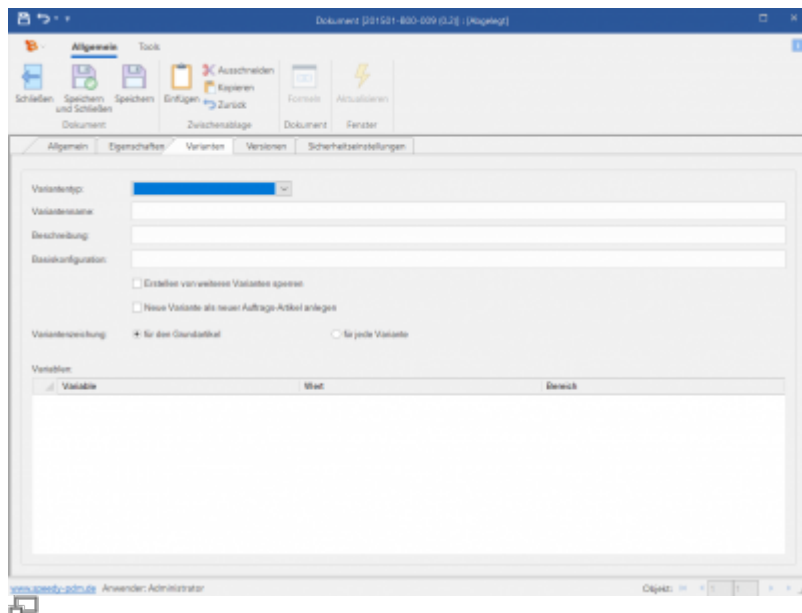 Dokument [201501-800-009 (0.2)] : [Abgelegt]
Allgemein Tools
Schließen Speichern und Schließen Speichern Einfügen Ausschneiden Kopieren Zurück Formeln Aktualisieren
Dokument Zwischenablage Dokument Fenster
Allgemein Eigenschaften Varianten Versionen Sicherheitseinstellungen
Variantentyp:
Variantenname:
Beschreibung:
Basiskonfiguration:
Erstellen von weiteren Varianten sperren
Neue Variante als neuer Auftrags-Artikel anlegen
Variantenzeichnung: für den Grundartikel für jede Variante
Variablen:
Variable Wert Bereich
www.speedy-pdm.de Anwender: Administrator Objekt: 1 1